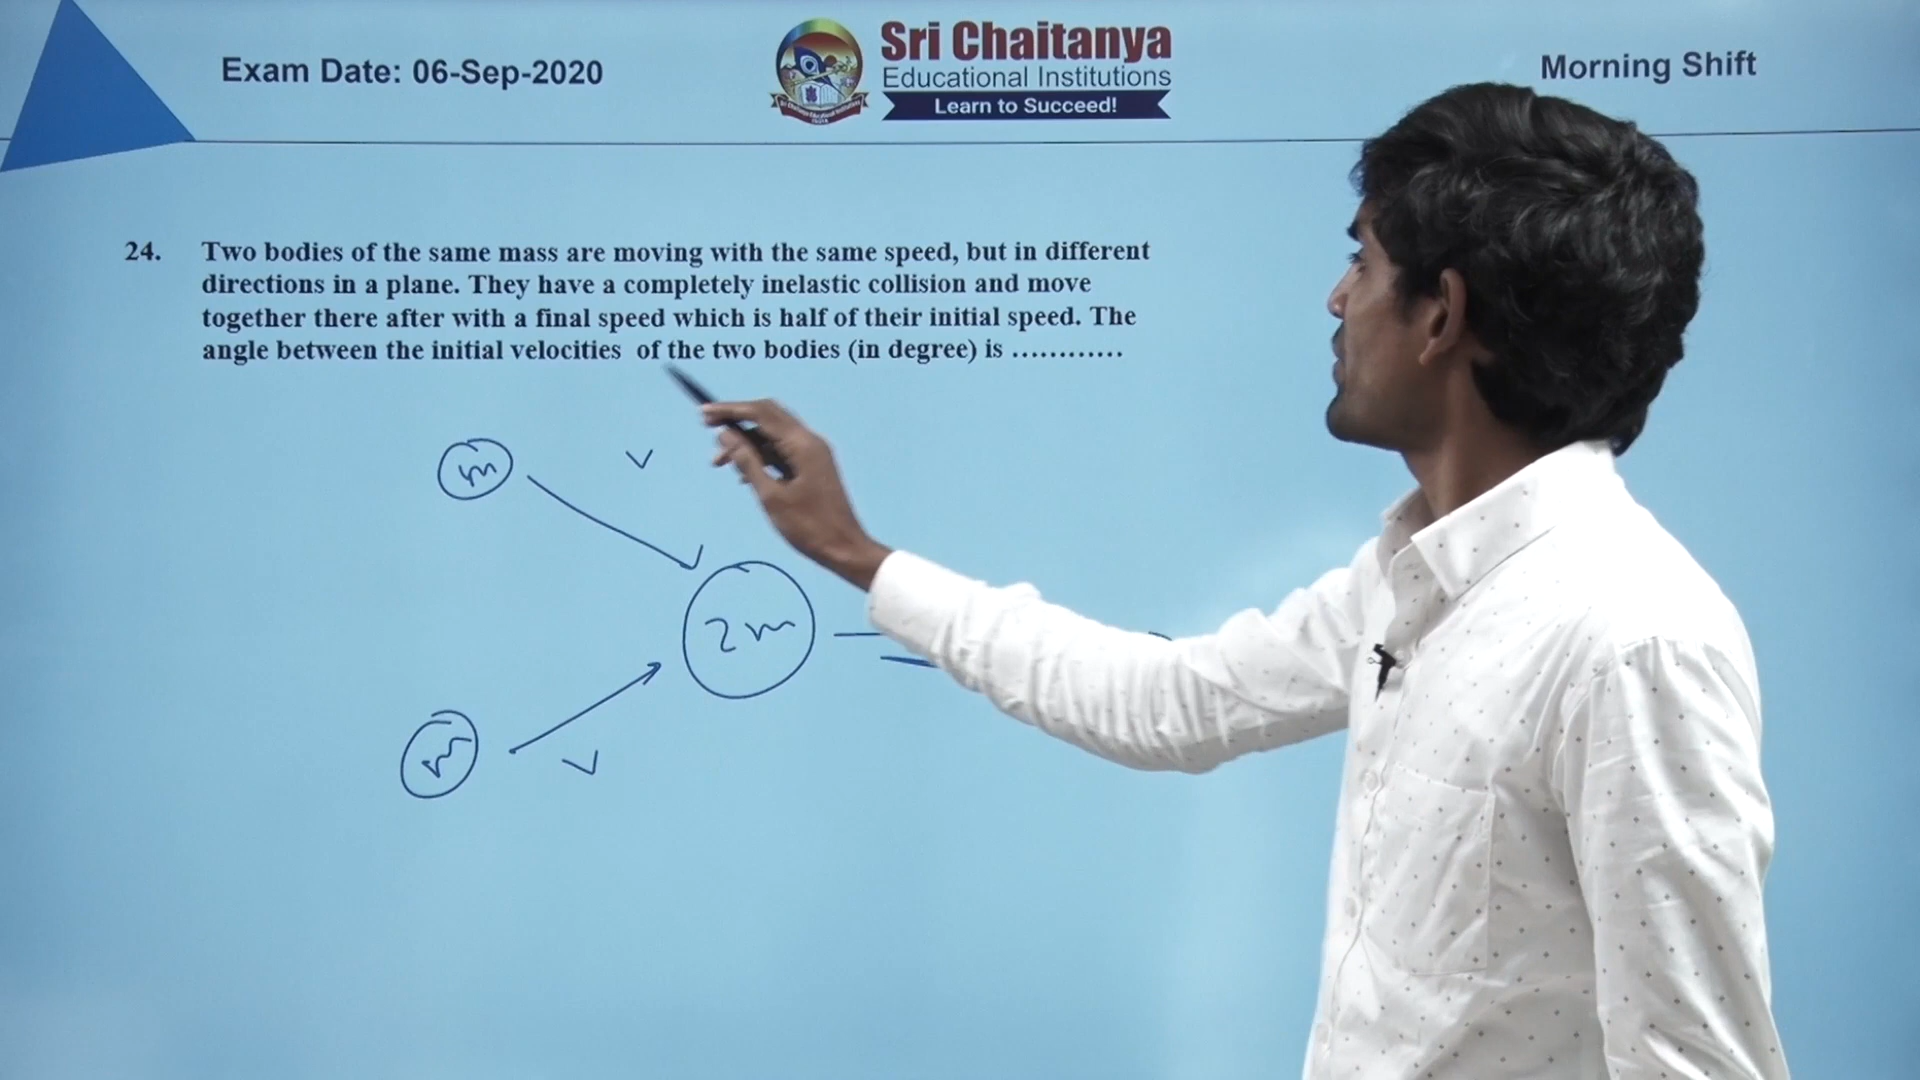 Exam Date: 06-Sep-2020
Sri Chaitanya
Educational Institutions
Learn to Succeed!
Morning Shift
24. Two bodies of the same mass are moving with the same speed, but in different
directions in a plane. They have a completely inelastic collision and move
together there after with a final speed which is half of their initial speed. The
angle between the initial velocities of the two bodies (in degree) is ............
m
v
2m
m
v